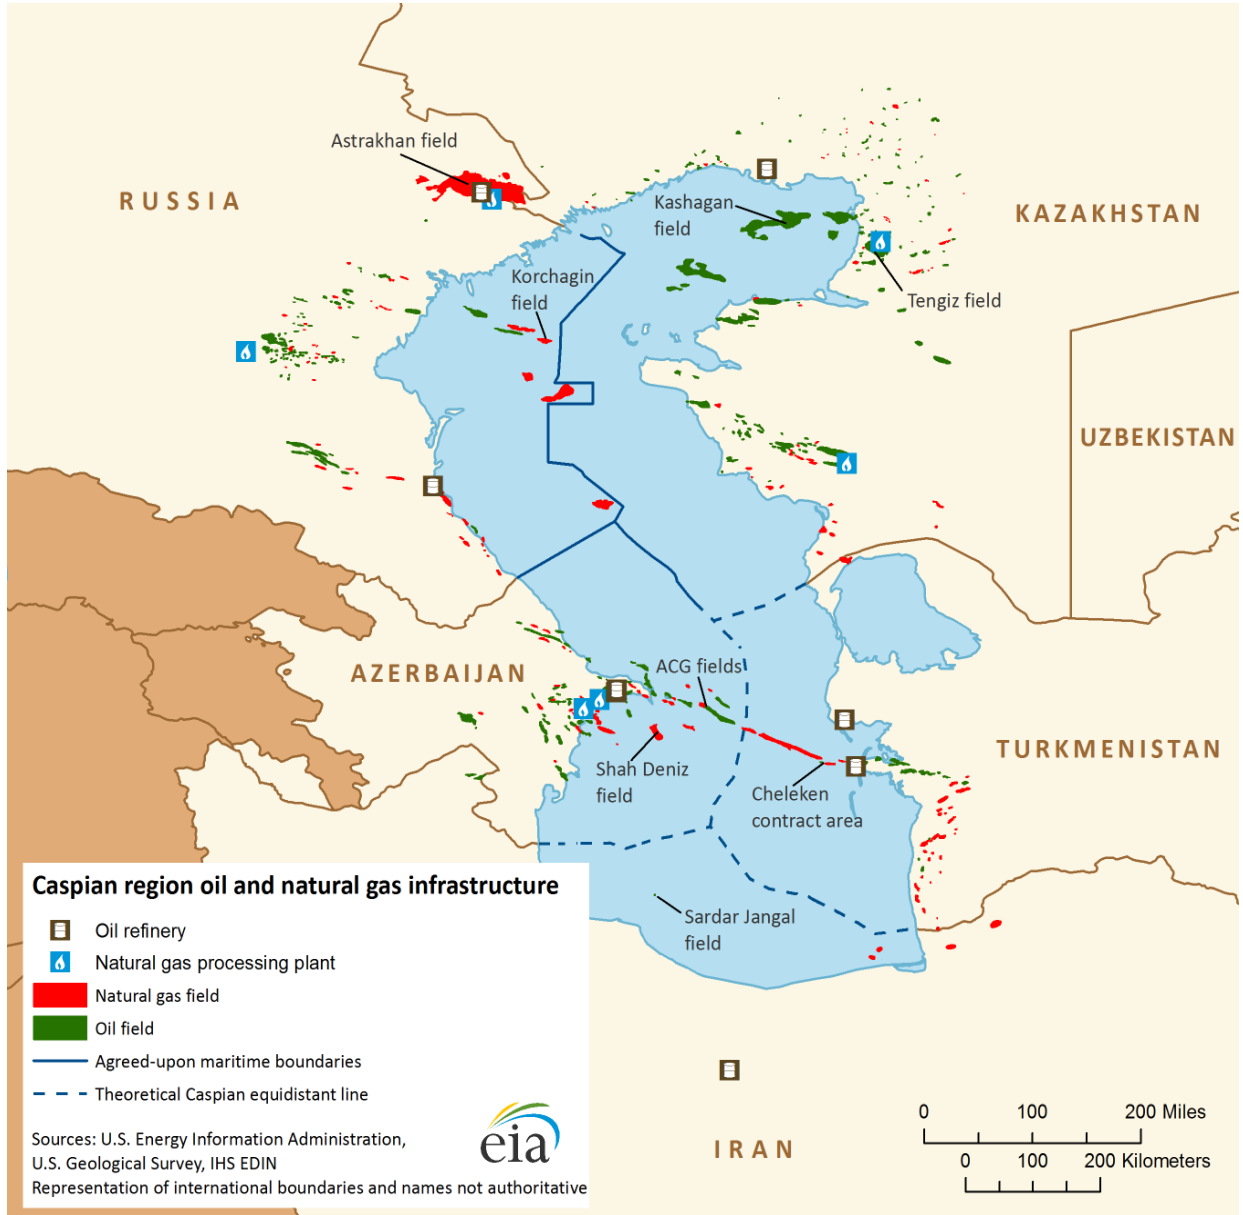 Astrakhan field
RUSSIA
Kashagan
field
KAZAKHSTAN
Korchagin
field
Tengiz field
UZBEKISTAN
ACG fields
AZERBAIJAN
TURKMENISTAN
Shah Deniz
field
Cheleken
contract area
Sardar Jangal
field
Caspian region oil and natural gas infrastructure
Oil refinery
Natural gas processing plant
Natural gas field
Oil field
Agreed-upon maritime boundaries
Theoretical Caspian equidistant line
Sources: U.S. Energy Information Administration,
U.S. Geological Survey, IHS EDIN
Representation of international boundaries and names not authoritative
eia
IRAN
0 100 200 Miles
0 100 200 Kilometers